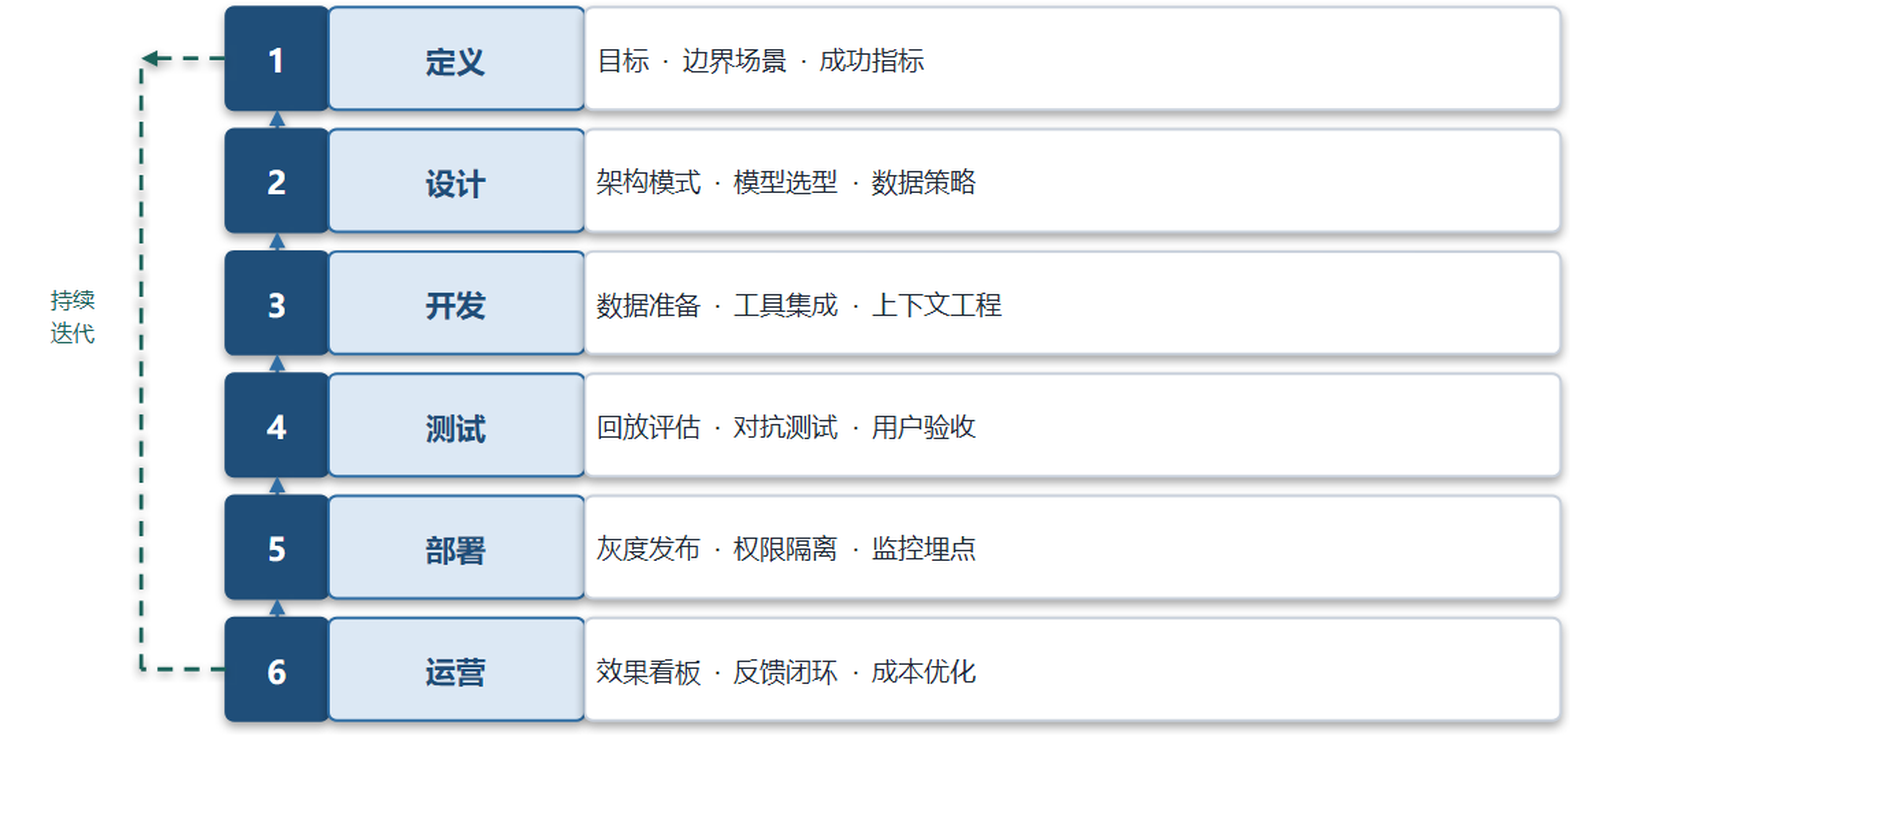 1 定义 目标 · 边界场景 · 成功指标
2 设计 架构模式 · 模型选型 · 数据策略
持续
迭代
3 开发 数据准备 · 工具集成 · 上下文工程
4 测试 回放评估 · 对抗测试 · 用户验收
5 部署 灰度发布 · 权限隔离 · 监控埋点
6 运营 效果看板 · 反馈闭环 · 成本优化